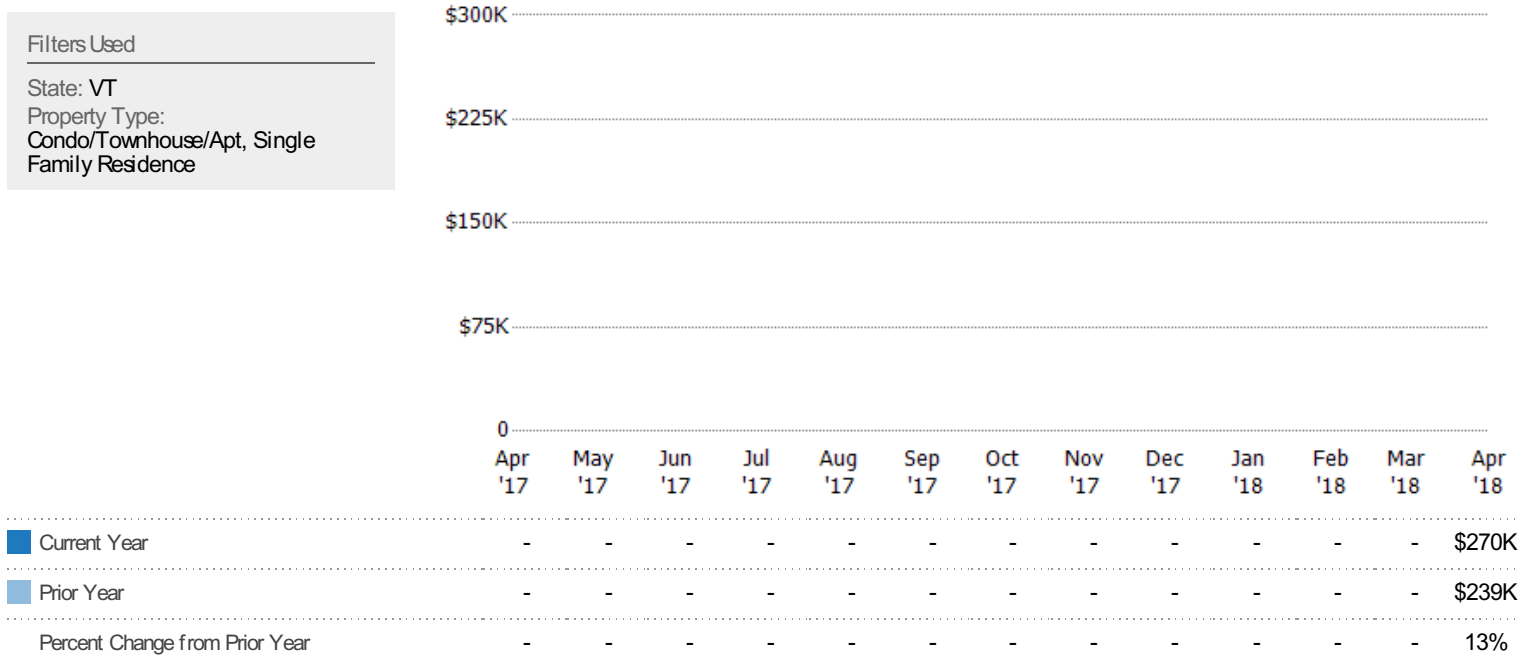 Filters Used
State: VT
Property Type:
Condo/Townhouse/Apt, Single
Family Residence
$300K
$225K
$150K
$75K
0
Apr May Jun Jul Aug Sep Oct Nov Dec Jan Feb Mar Apr
'17 '17 '17 '17 '17 '17 '17 '17 '17 '18 '18 '18 '18
Current Year - - - - - - - - - - - - $270K
Prior Year - - - - - - - - - - - - $239K
Percent Change from Prior Year - - - - - - - - - - - - 13%